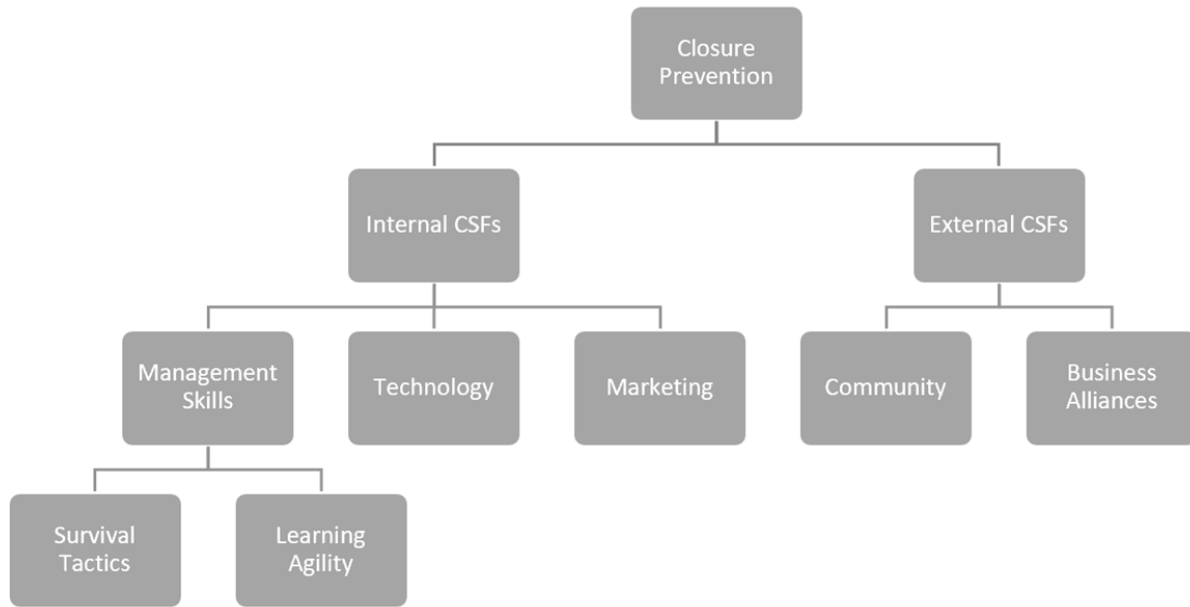 Closure
Prevention
Internal CSFs
External CSFs
Management
Skills
Technology
Marketing
Community
Business
Alliances
Survival
Tactics
Learning
Agility